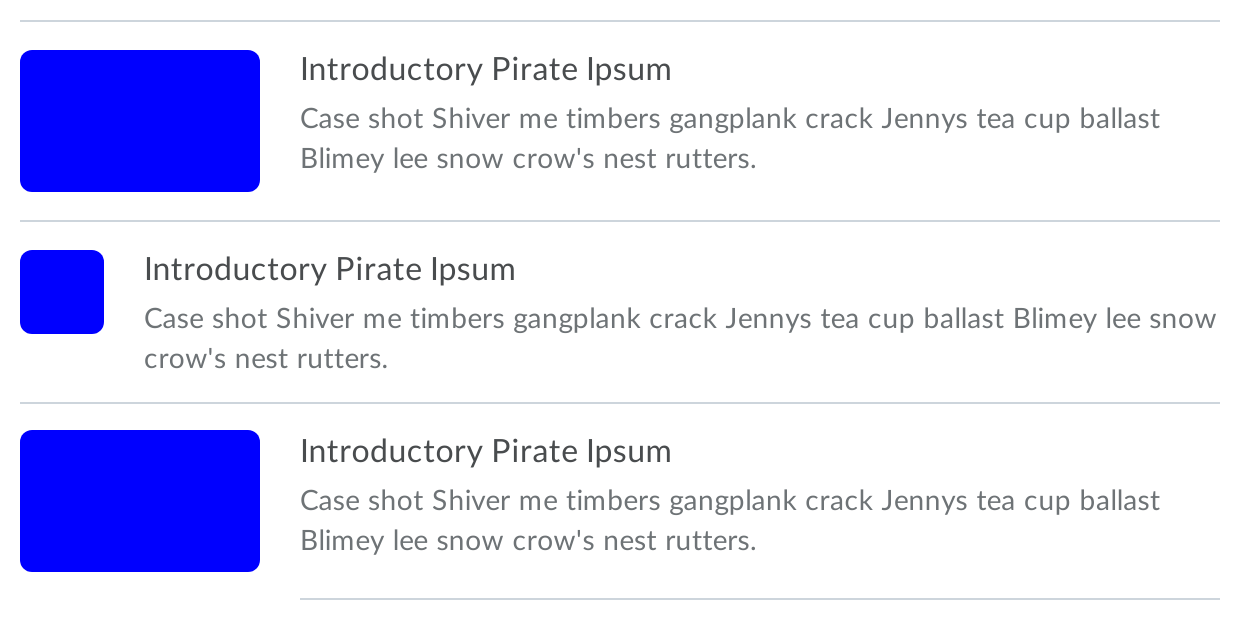 Introductory Pirate Ipsum
Case shot Shiver me timbers gangplank crack Jennys tea cup ballast
Blimey lee snow crow's nest rutters.
Introductory Pirate Ipsum
Case shot Shiver me timbers gangplank crack Jennys tea cup ballast Blimey lee snow
crow's nest rutters.
Introductory Pirate Ipsum
Case shot Shiver me timbers gangplank crack Jennys tea cup ballast
Blimey lee snow crow's nest rutters.